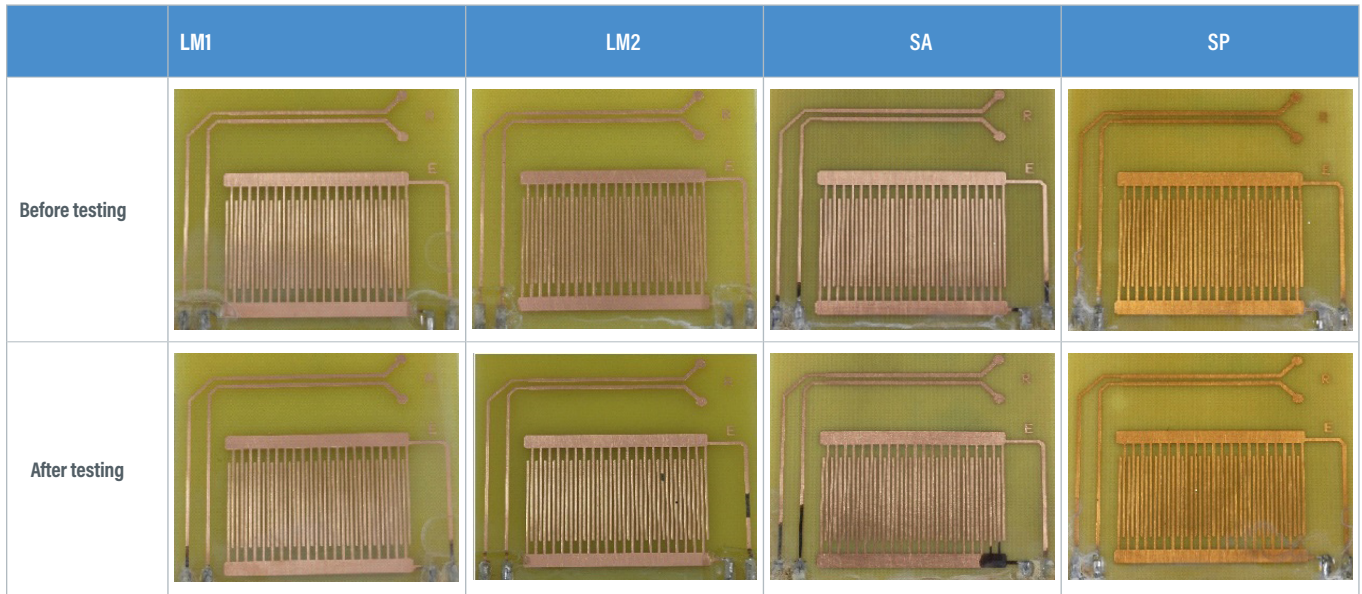 LM1 LM2 SA SP
Before testing
R R R R
E E E E
After testing
R R R
E E E E